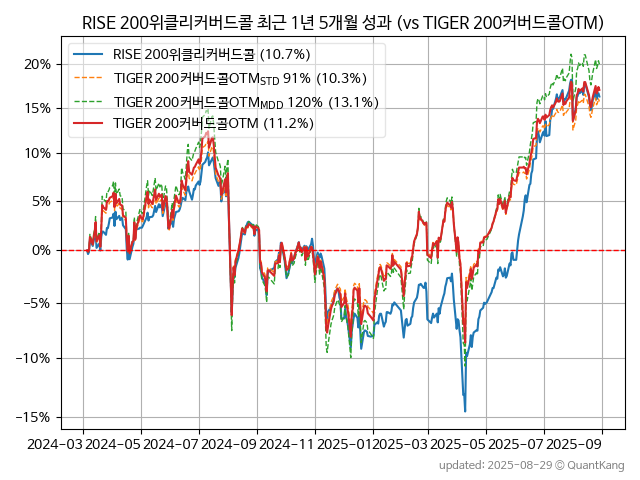 RISE 200위클리커버드콜 최근 1년 5개월 성과 (vs TIGER 200커버드콜OTM)
RISE 200위클리커버드콜 (10.7%)
TIGER 200커버드콜OTMSTD 91% (10.3%)
TIGER 200커버드콜OTMMDD 120% (13.1%)
TIGER 200커버드콜OTM (11.2%)
20%
15%
10%
5%
0%
−5%
−10%
−15%
2024-03 2024-05 2024-07 2024-09 2024-11 2025-01 2025-03 2025-05 2025-07 2025-09
updated: 2025-08-29 © QuantKang